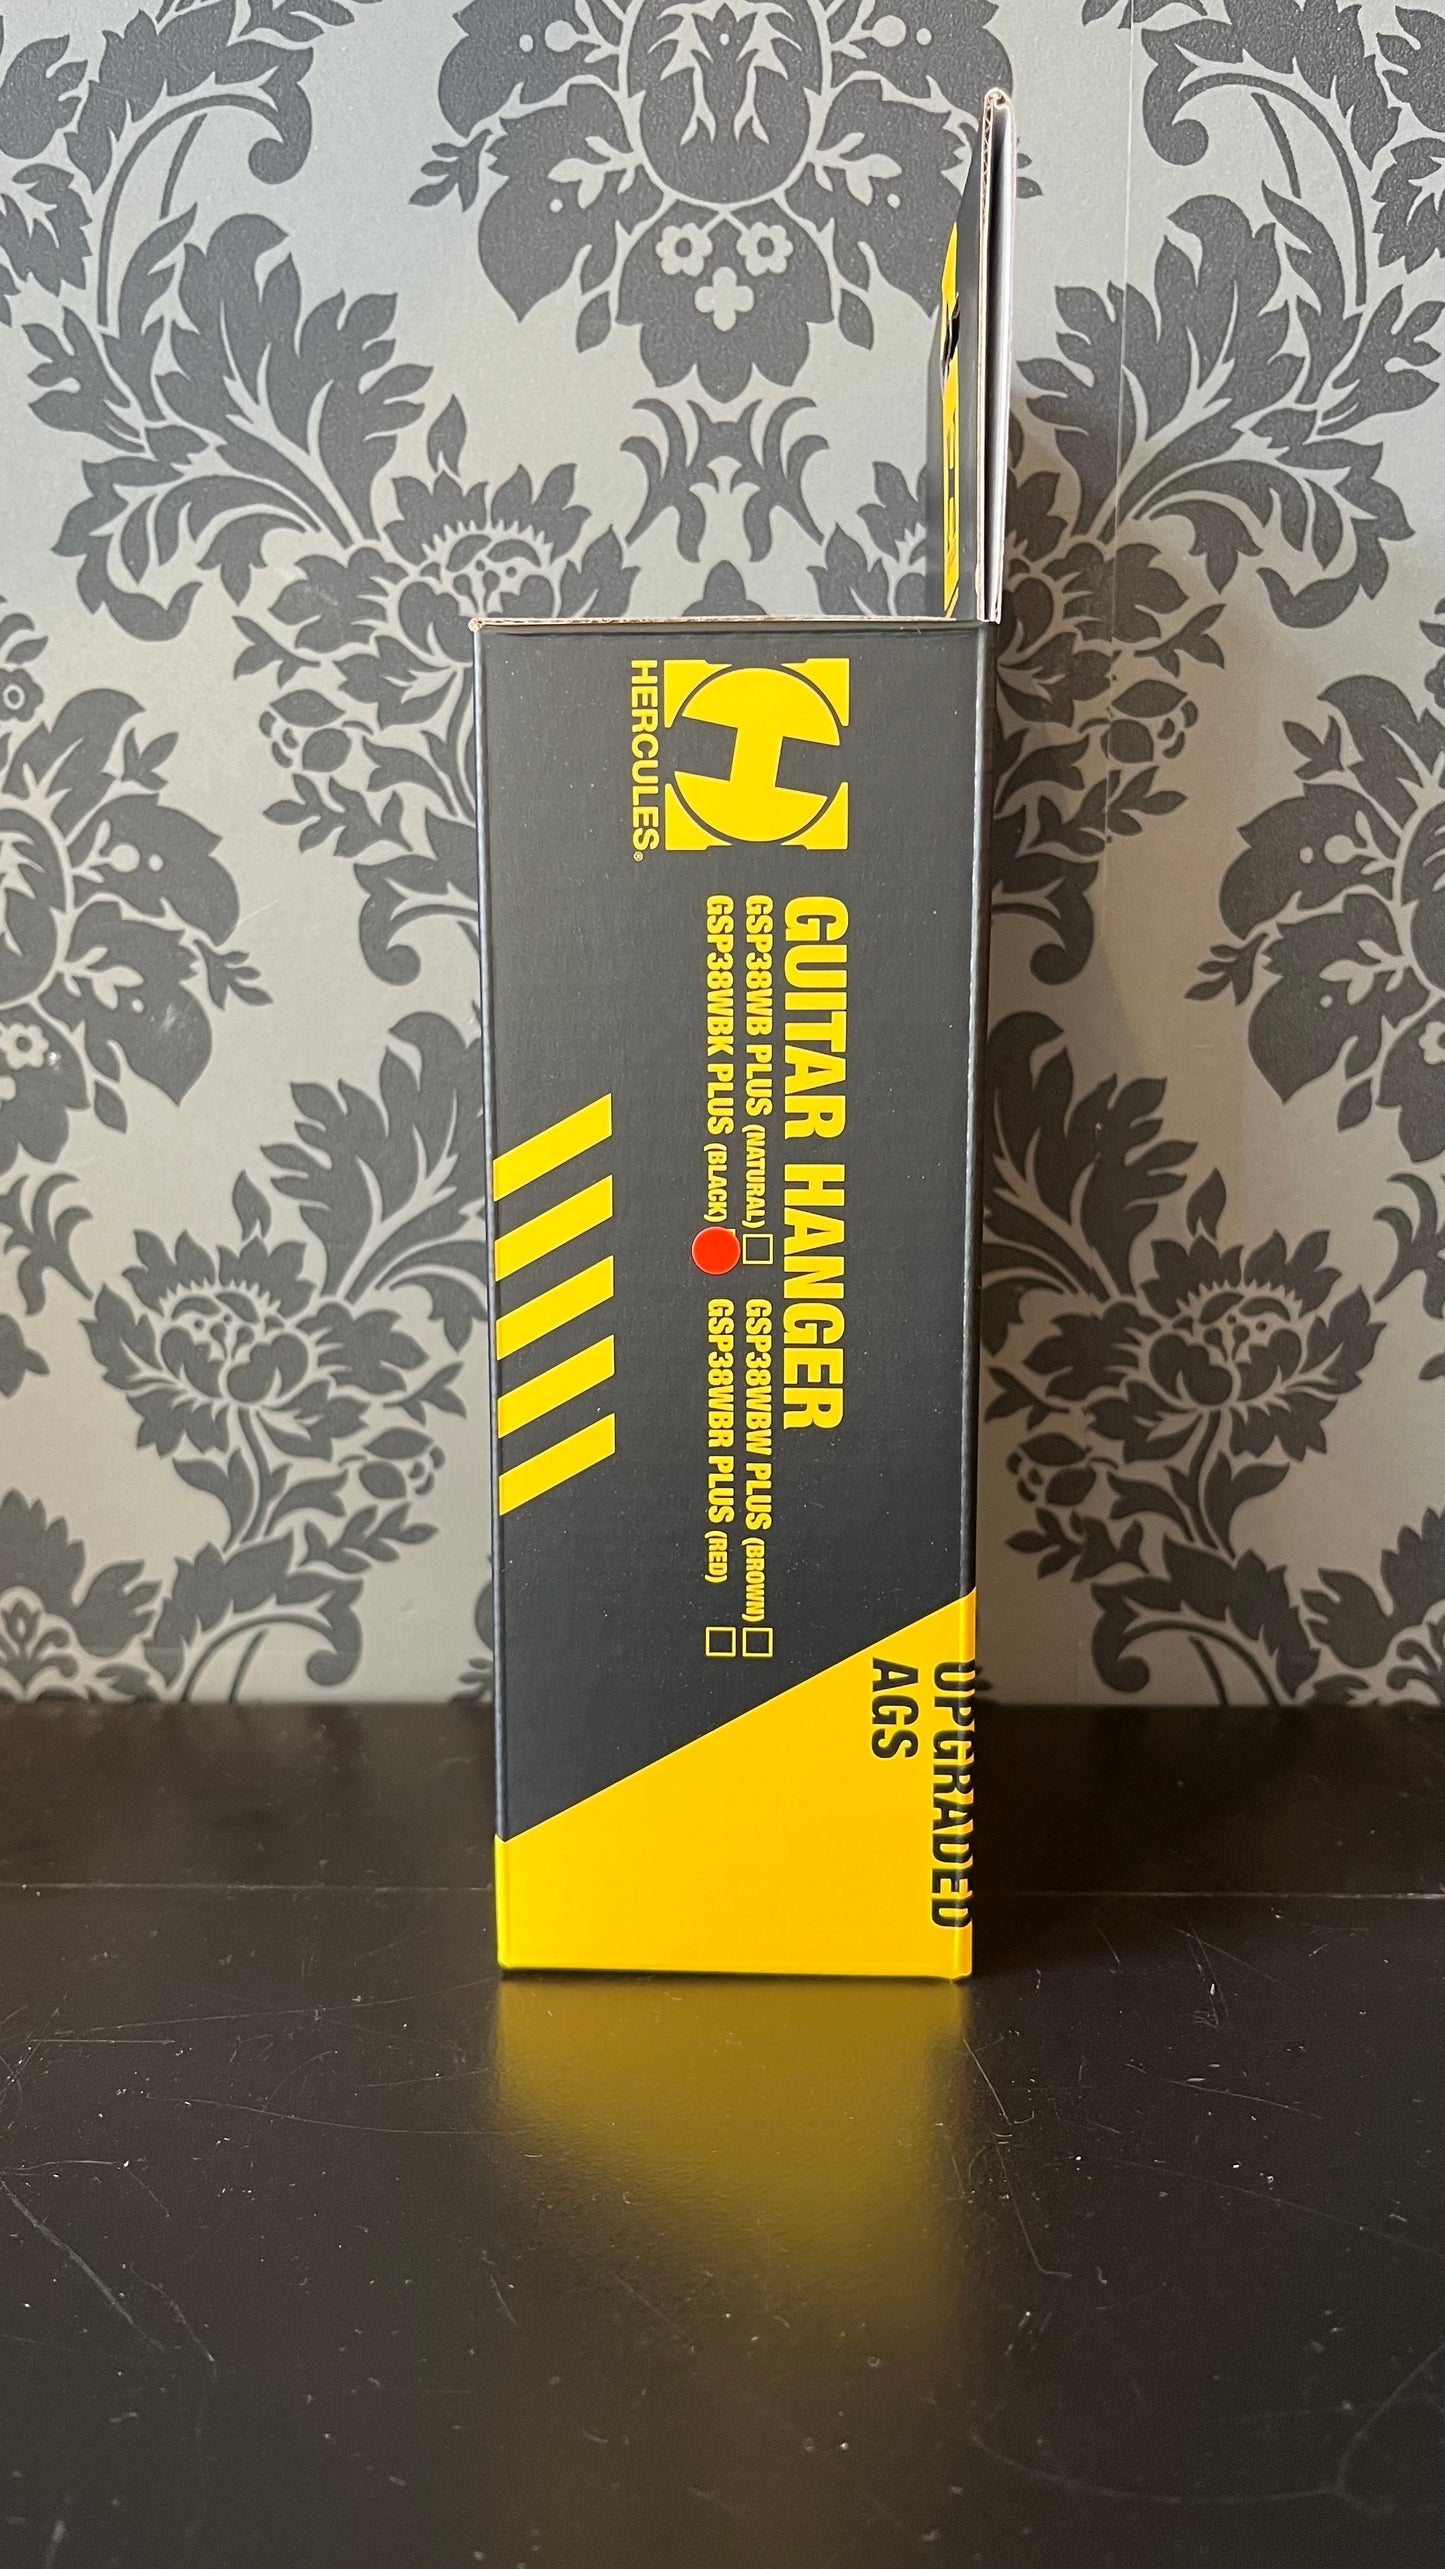 HERCULES®
GUITAR HANGER
GSP38WB PLUS (NATURAL) GSP38WBW PLUS (BROWN)
GSP38WBK PLUS (BLACK) GSP38WBR PLUS (RED)
UPGRADED
AGS